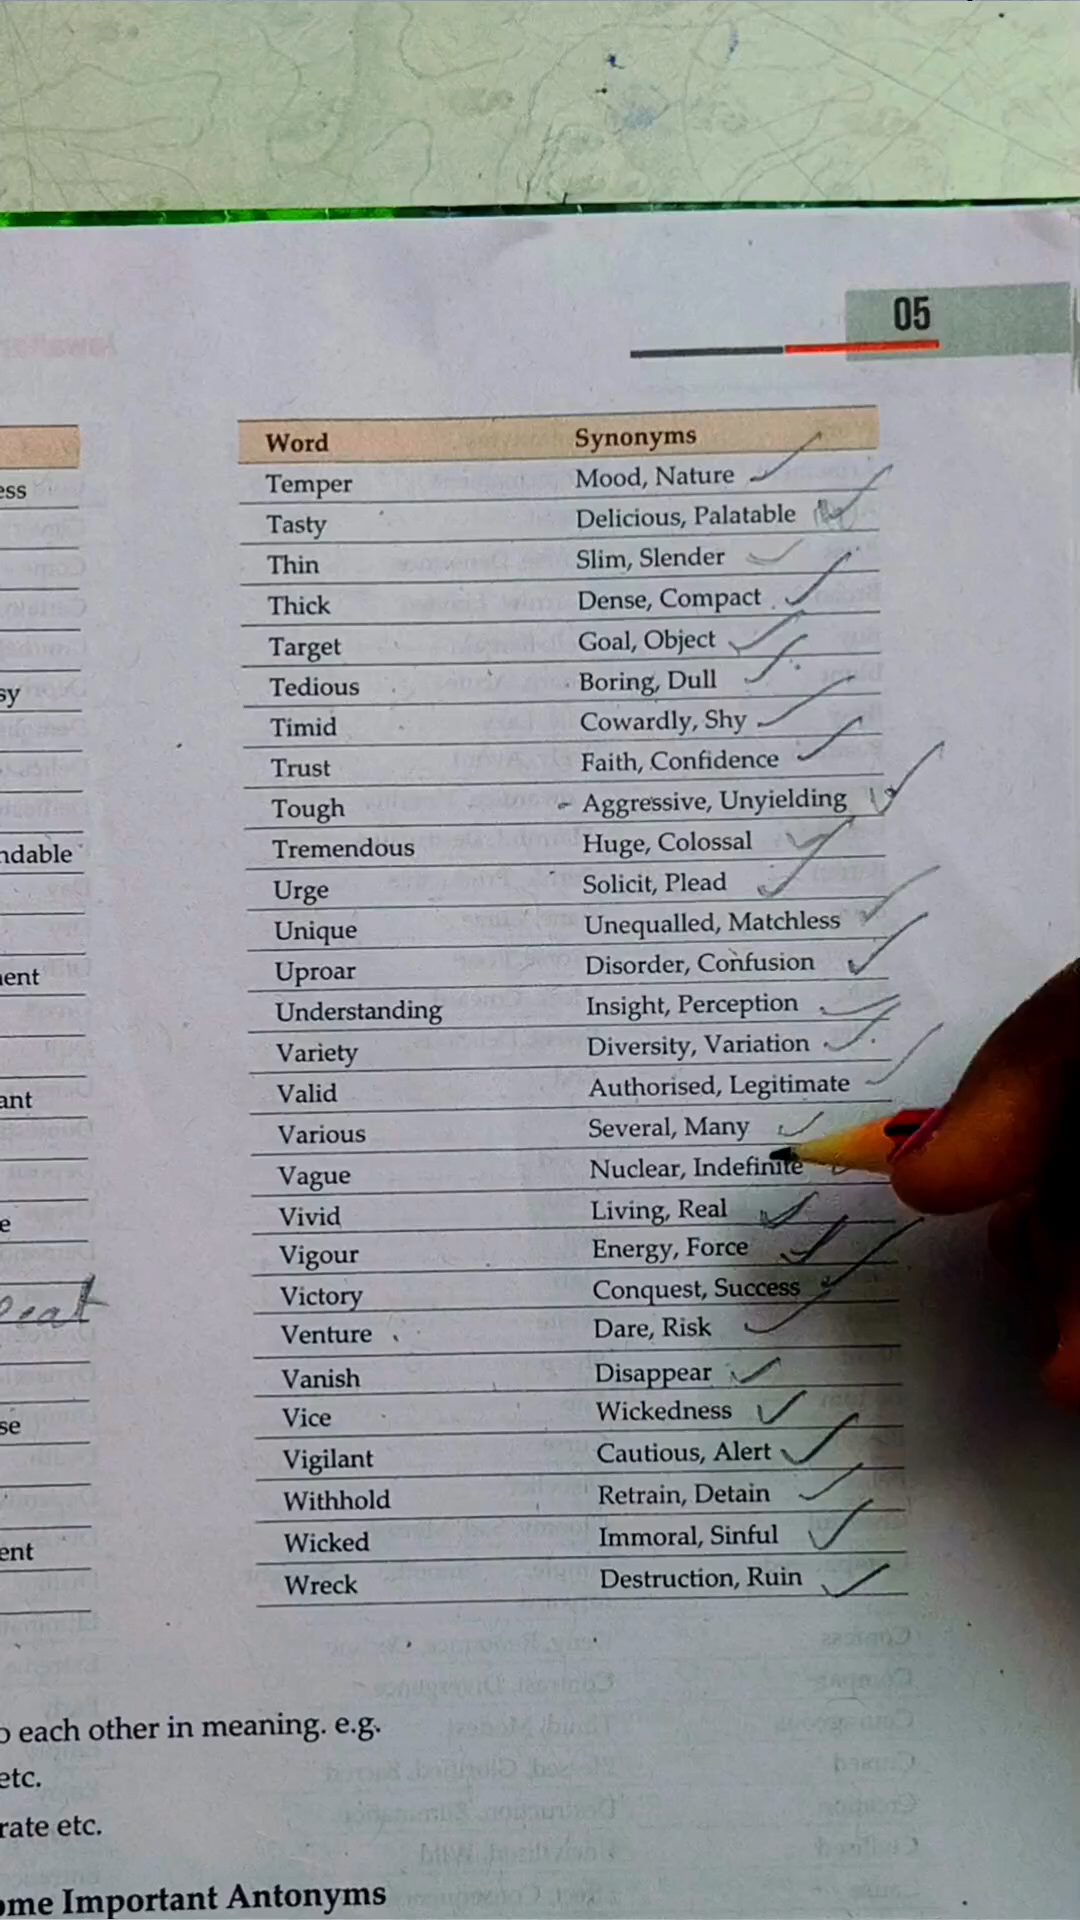 05
Word Synonyms
ess
Temper Mood, Nature
Tasty Delicious, Palatable
Thin Slim, Slender
Thick Dense, Compact
Target Goal, Object
sy
Tedious Boring, Dull
Timid Cowardly, Shy
Trust Faith, Confidence
Tough Aggressive, Unyielding
ndable
Tremendous Huge, Colossal
Urge Solicit, Plead
Unique Unequalled, Matchless
nent
Uproar Disorder, Confusion
Understanding Insight, Perception
Variety Diversity, Variation
ant
Valid Authorised, Legitimate
Various Several, Many
Vague Nuclear, Indefinite
e
Vivid Living, Real
Vigour Energy, Force
Victory Conquest, Success
Venture Dare, Risk
Vanish Disappear
se
Vice Wickedness
Vigilant Cautious, Alert
Withhold Retrain, Detain
ent
Wicked Immoral, Sinful
Wreck Destruction, Ruin
o each other in meaning. e.g.
etc.
rate etc.
ome Important Antonyms